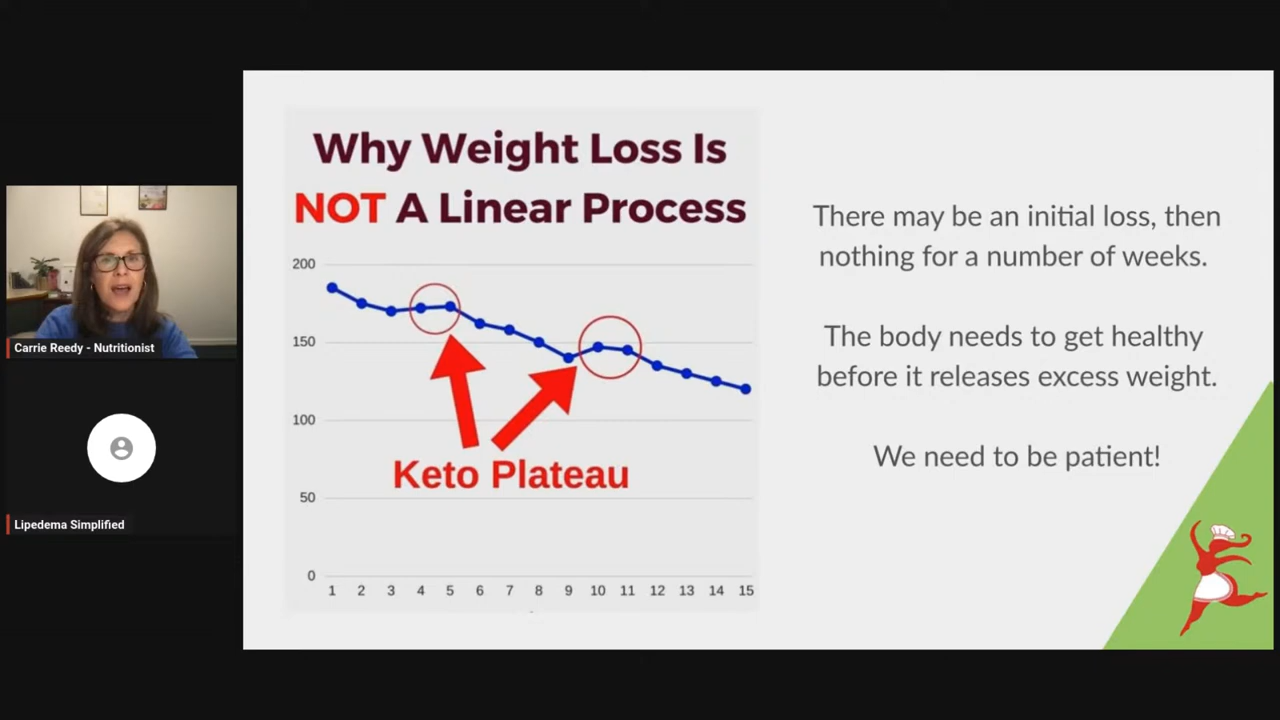 Why Weight Loss Is
NOT A Linear Process
200
150
100
50
0
Keto Plateau
1 2 3 4 5 6 7 8 9 10 11 12 13 14 15
There may be an initial loss, then
nothing for a number of weeks.
The body needs to get healthy
before it releases excess weight.
We need to be patient!
Carrie Reedy - Nutritionist
Lipedema Simplified